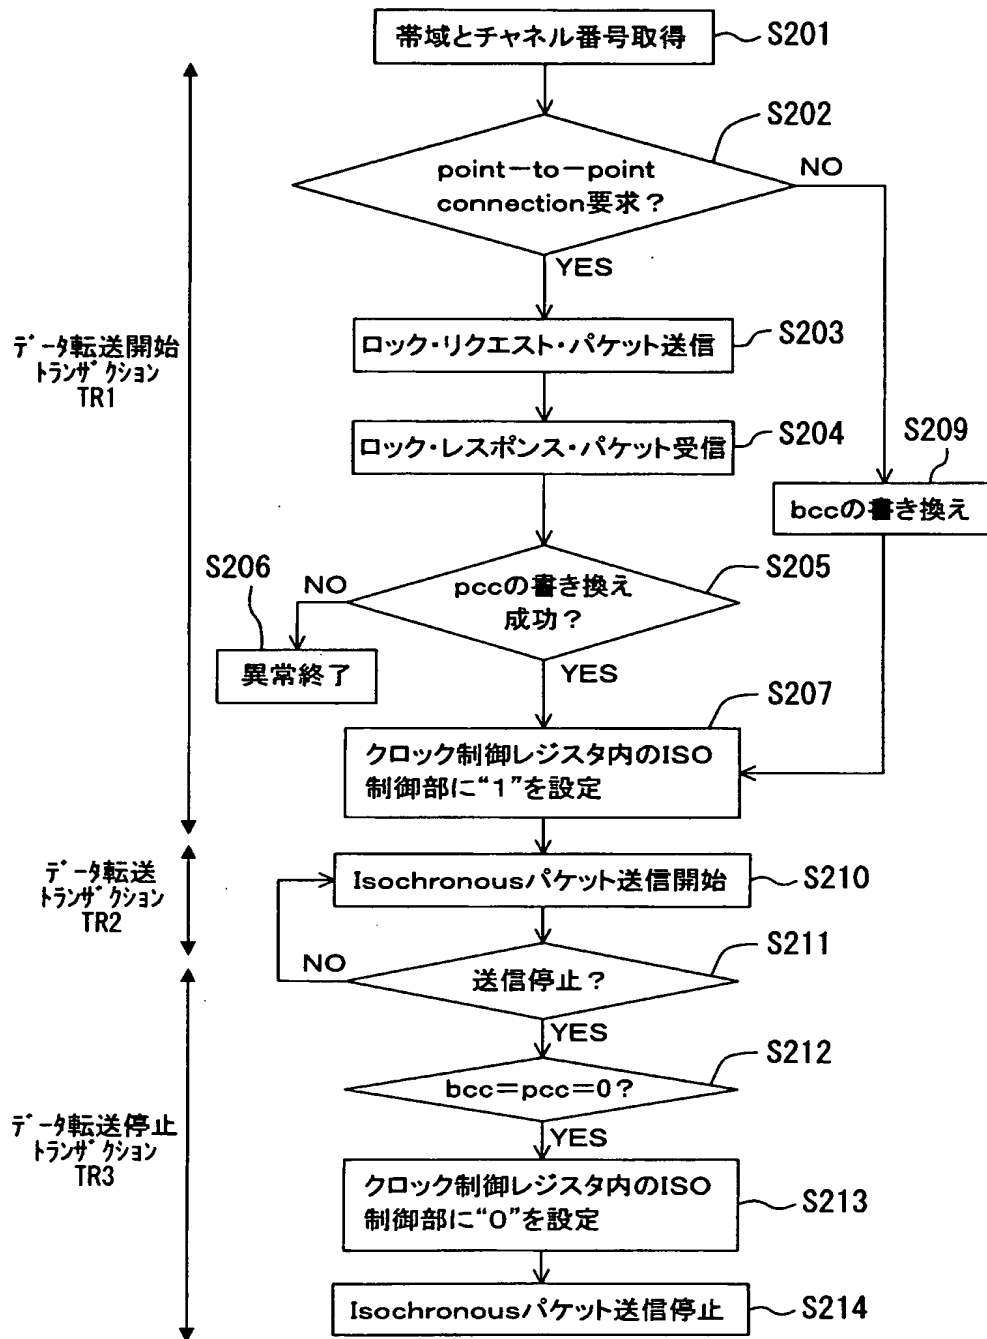 帯域とチャネル番号取得
S201
S202
point－to－point
connection要求？
NO
YES
ロック・リクエスト・パケット送信
S203
データ転送開始
トランザクション
TR1
ロック・レスポンス・パケット受信
S204
S209
bccの書き換え
S205
pccの書き換え
成功？
NO
S206
異常終了
YES
S207
クロック制御レジスタ内のISO
制御部に“1”を設定
データ転送
トランザクション
TR2
Isochronousパケット送信開始
S210
S211
NO
送信停止？
YES
S212
bcc＝pcc＝0？
YES
データ転送停止
トランザクション
TR3
クロック制御レジスタ内のISO
制御部に“0”を設定
S213
Isochronousパケット送信停止
S214